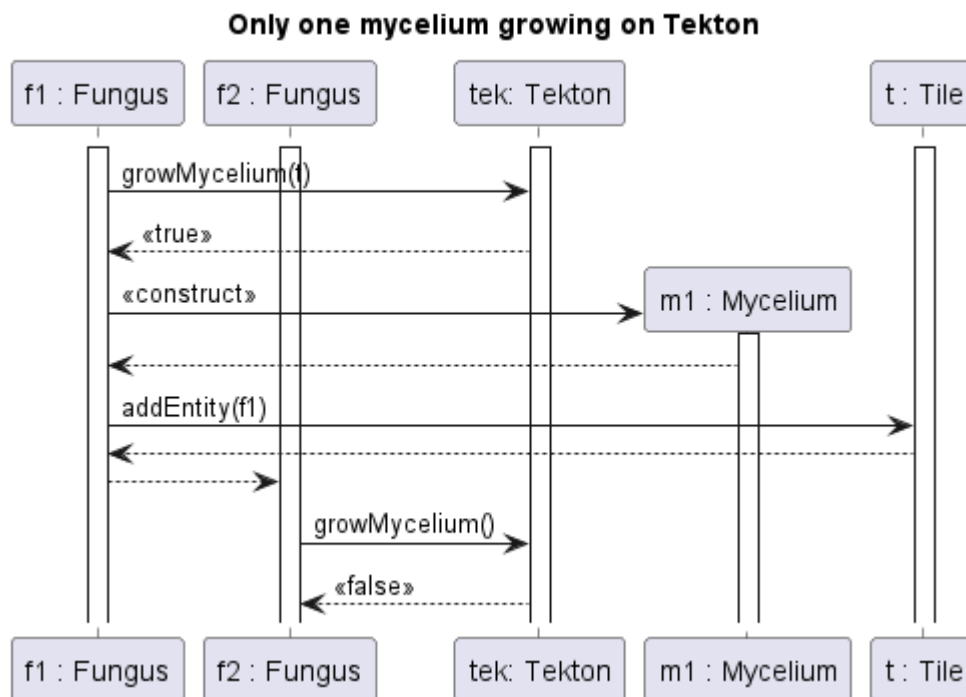 Only one mycelium growing on Tekton
f1 : Fungus
f2 : Fungus
tek: Tekton
t : Tile
growMycelium(t)
«true»
«construct»
m1 : Mycelium
addEntity(f1)
growMycelium()
«false»
f1 : Fungus
f2 : Fungus
tek: Tekton
m1 : Mycelium
t : Tile